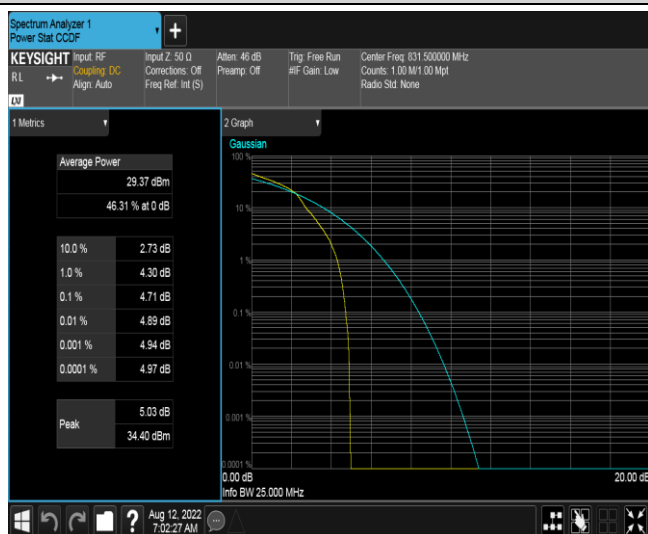 Spectrum Analyzer 1
Power Stat CCDF
+
KEYSIGHT
RL
LXI
Input: RF
Coupling: DC
Align: Auto
Input Z: 50 Ω
Corrections: Off
Freq Ref: Int (S)
Atten: 46 dB
Preamp: Off
Trig: Free Run
#IF Gain: Low
Center Freq: 831.500000 MHz
Counts: 1.00 M/1.00 Mpt
Radio Std: None
1 Metrics
Average Power
29.37 dBm
46.31 % at 0 dB
10.0 % 2.73 dB
1.0 % 4.30 dB
0.1 % 4.71 dB
0.01 % 4.89 dB
0.001 % 4.94 dB
0.0001 % 4.97 dB
Peak
5.03 dB
34.40 dBm
2 Graph
Gaussian
100 %
10 %
1 %
0.1 %
0.01 %
0.001 %
0.0001 %
0.00 dB 20.00 dB
Info BW 25.000 MHz
?
Aug 12, 2022
7:02:27 AM